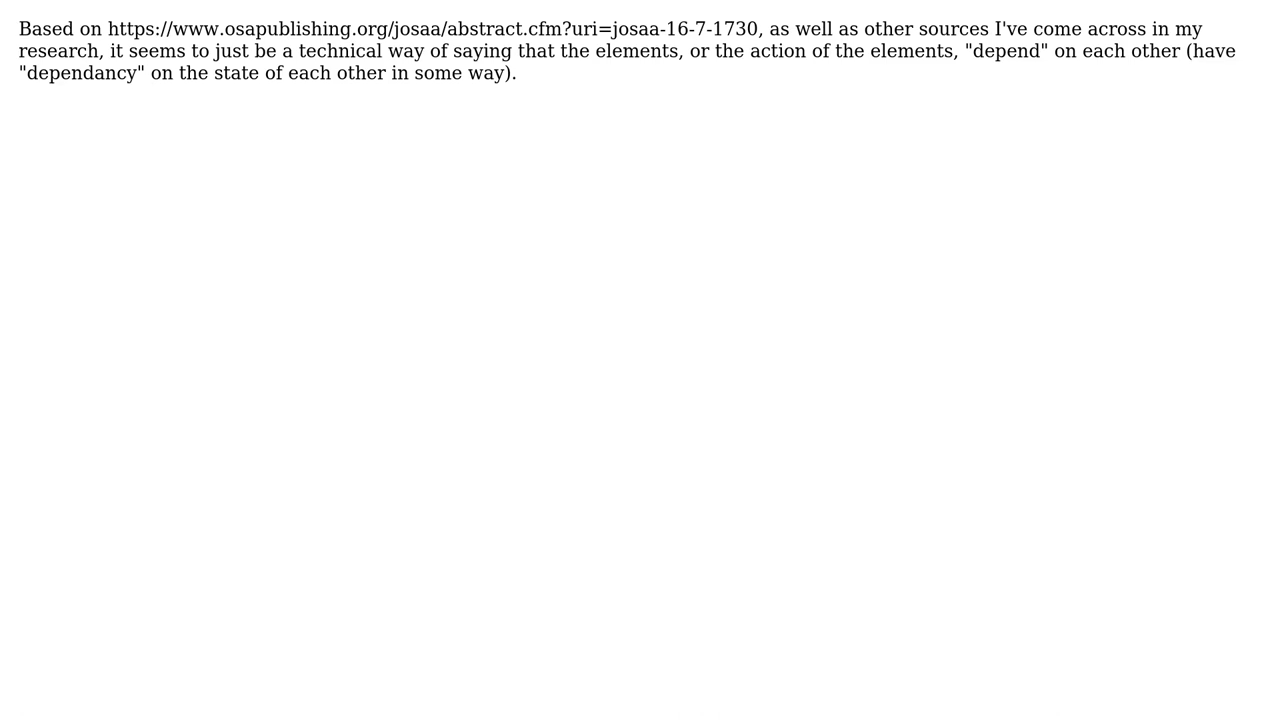 Based on https://www.osapublishing.org/josaa/abstract.cfm?uri=josaa-16-7-1730, as well as other sources I've come across in my
research, it seems to just be a technical way of saying that the elements, or the action of the elements, "depend" on each other (have
"dependancy" on the state of each other in some way).